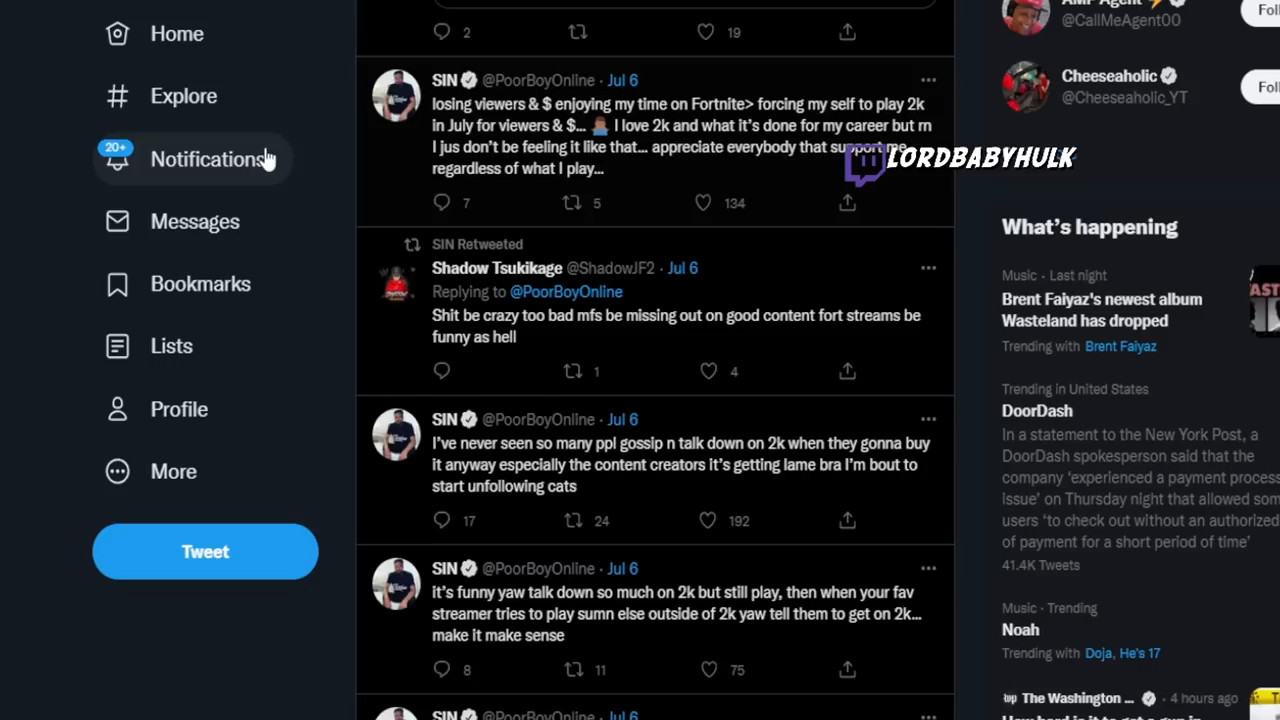 Home
Explore
20+
Notifications
Messages
Bookmarks
Lists
Profile
More
Tweet
2
19
SIN @PoorBoyOnline · Jul 6
losing viewers & $ enjoying my time on Fortnite> forcing my self to play 2k
in July for viewers & $... I love 2k and what it's done for my career but rn
I jus don't be feeling it like that... appreciate everybody that support me
regardless of what I play...
7
5
134
SIN Retweeted
Shadow Tsukikage @ShadowJF2 · Jul 6
Replying to @PoorBoyOnline
Shit be crazy too bad mfs be missing out on good content fort streams be
funny as hell
1
4
SIN @PoorBoyOnline · Jul 6
I've never seen so many ppl gossip n talk down on 2k when they gonna buy
it anyway especially the content creators it's getting lame bra I'm bout to
start unfollowing cats
17
24
192
SIN @PoorBoyOnline · Jul 6
it's funny yaw talk down so much on 2k but still play, then when your fav
streamer tries to play sumn else outside of 2k yaw tell them to get on 2k...
make it make sense
8
11
75
SIN @PoorBoyOnline · Jul 6
LORDBABYHULK
AMP Agent
@CallMeAgent00
Foll
Cheeseaholic
@Cheeseaholic_YT
Foll
What's happening
Music · Last night
Brent Faiyaz's newest album
Wasteland has dropped
Trending with Brent Faiyaz
Trending in United States
DoorDash
In a statement to the New York Post, a
DoorDash spokesperson said that the
company 'experienced a payment process
issue' on Thursday night that allowed som
users 'to check out without an authorized
of payment for a short period of time'
41.4K Tweets
Music · Trending
Noah
Trending with Doja, He's 17
The Washington ... · 4 hours ago